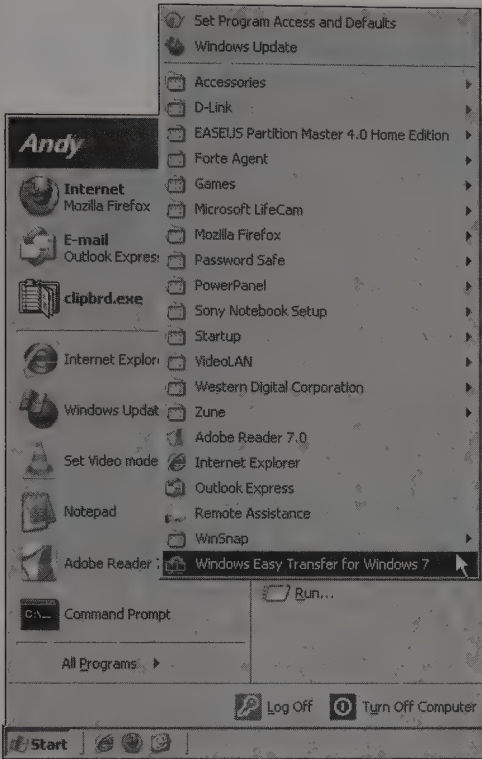 Set Program Access and Defaults
Windows Update
Accessories
D-Link
EASEUS Partition Master 4.0 Home Edition
Forte Agent
Games
Microsoft LifeCam
Mozilla Firefox
Password Safe
PowerPanel
Sony Notebook Setup
Startup
VideoLAN
Western Digital Corporation
Zune
Adobe Reader 7.0
Internet Explorer
Outlook Express
Remote Assistance
WinSnap
Windows Easy Transfer for Windows 7
Andy
Internet
Mozilla Firefox
E-mail
Outlook Express
clipbrd.exe
Internet Explor
Windows Updat
Set Video mode
Notepad
Adobe Reader
Command Prompt
All Programs
Run...
Log Off
Turn Off Computer
Start